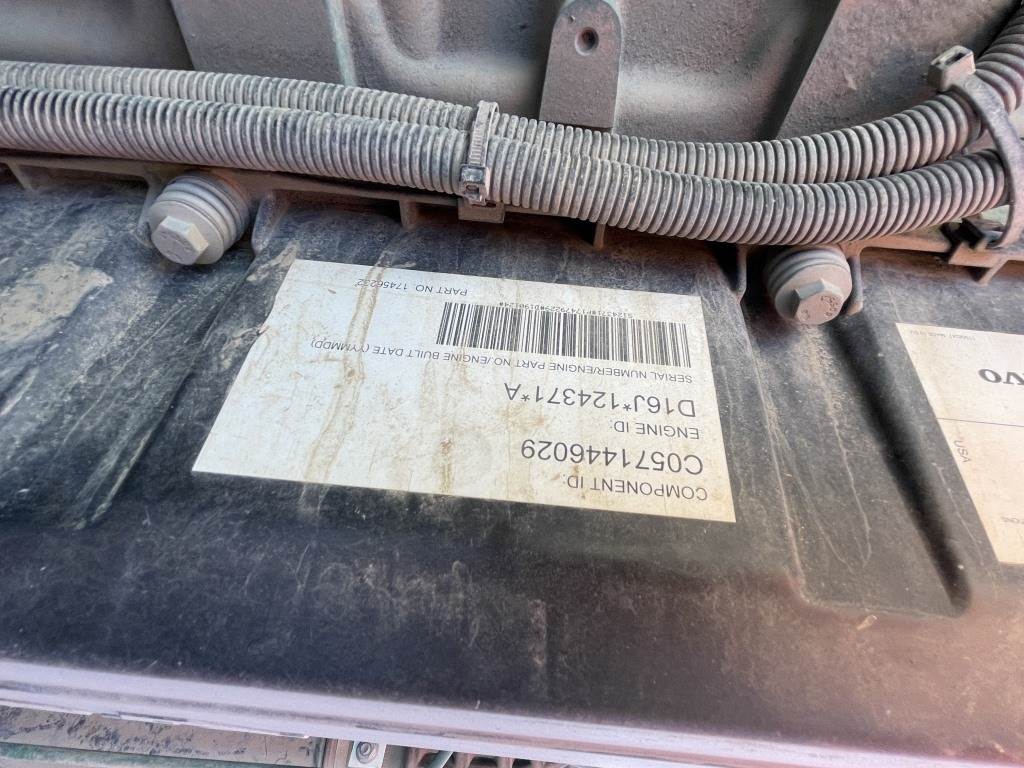 COMPONENT ID:
C0571446029
ENGINE ID:
D16J*124371*A
SERIAL NUMBER/ENGINE PART NO./ENGINE BUILT DATE (YYMMDD)
PART NO 17456232
USA